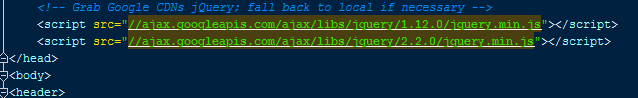 <!-- Grab Google CDNs jQuery; fall back to local if necessary -->
<script src="//ajax.googleapis.com/ajax/libs/jquery/1.12.0/jquery.min.js"></script>
<script src="//ajax.googleapis.com/ajax/libs/jquery/2.2.0/jquery.min.js"></script>
</head>
<body>
<header>